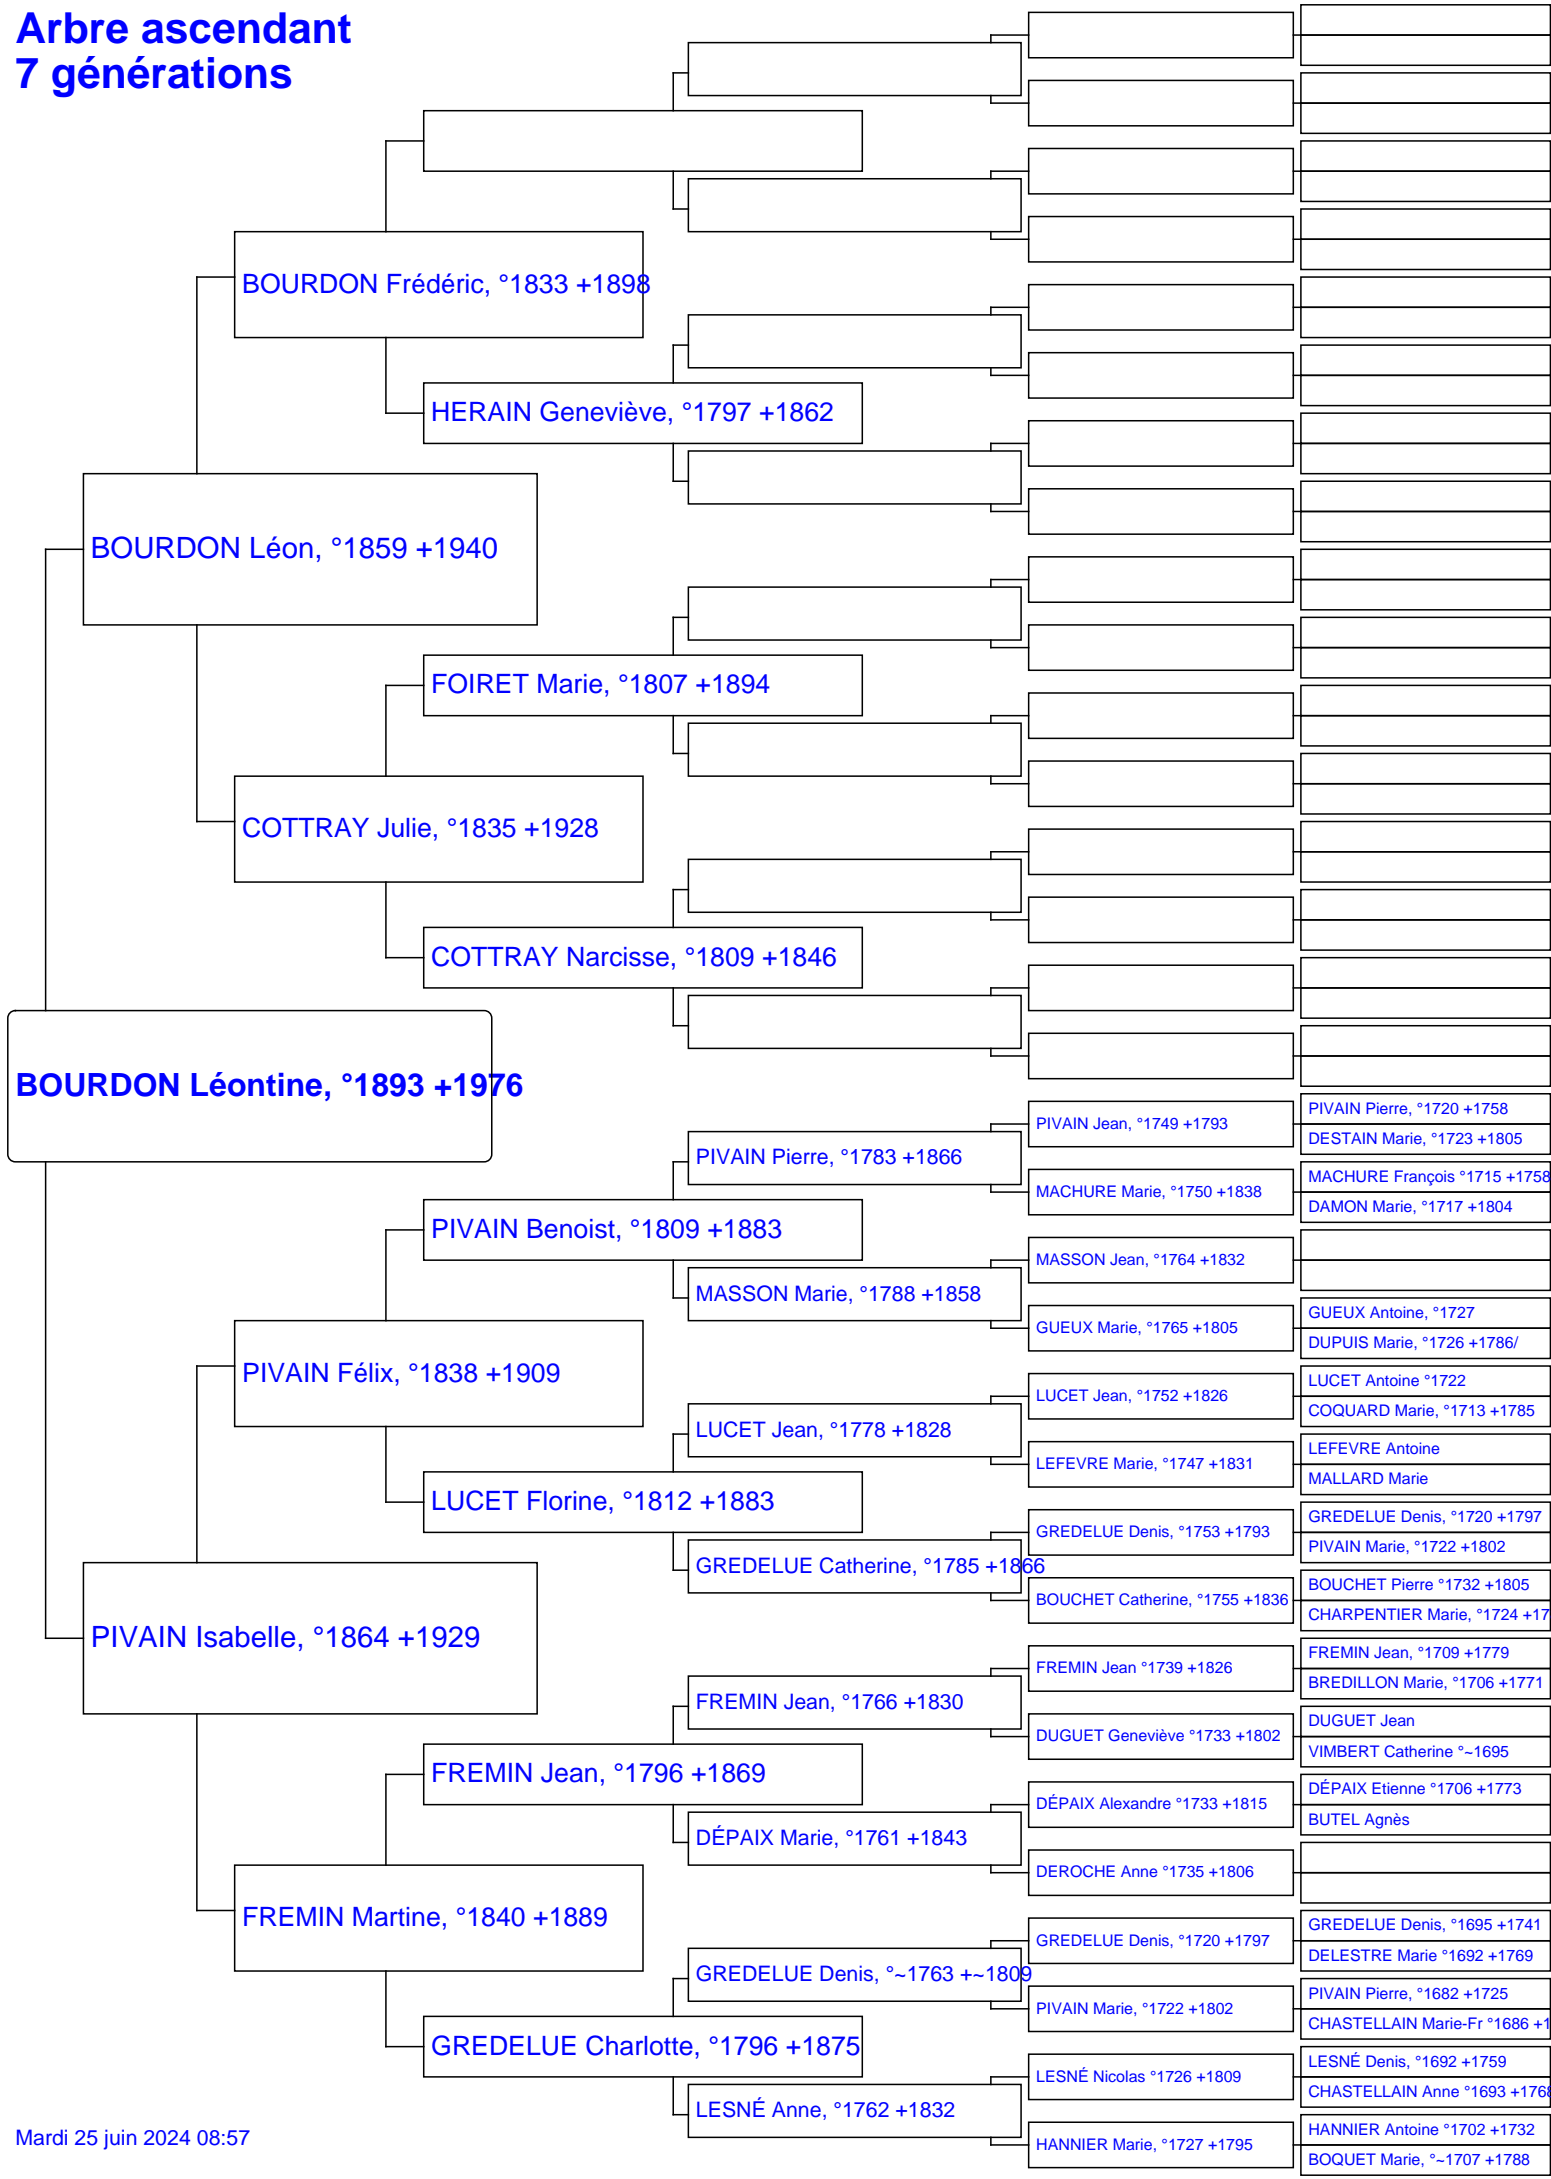 Arbre ascendant
7 générations
BOURDON Frédéric, °1833 +1898
HERAIN Geneviève, °1797 +1862
BOURDON Léon, °1859 +1940
FOIRET Marie, °1807 +1894
COTTRAY Julie, °1835 +1928
COTTRAY Narcisse, °1809 +1846
BOURDON Léontine, °1893 +1976
PIVAIN Pierre, °1720 +1758
PIVAIN Jean, °1749 +1793
DESTAIN Marie, °1723 +1805
PIVAIN Pierre, °1783 +1866
MACHURE François °1715 +1758
MACHURE Marie, °1750 +1838
DAMON Marie, °1717 +1804
PIVAIN Benoist, °1809 +1883
MASSON Jean, °1764 +1832
MASSON Marie, °1788 +1858
GUEUX Antoine, °1727
GUEUX Marie, °1765 +1805
DUPUIS Marie, °1726 +1786/
PIVAIN Félix, °1838 +1909
LUCET Antoine °1722
LUCET Jean, °1752 +1826
COQUARD Marie, °1713 +1785
LUCET Jean, °1778 +1828
LEFEVRE Antoine
LEFEVRE Marie, °1747 +1831
MALLARD Marie
LUCET Florine, °1812 +1883
GREDELUE Denis, °1720 +1797
GREDELUE Denis, °1753 +1793
PIVAIN Marie, °1722 +1802
GREDELUE Catherine, °1785 +1866
BOUCHET Pierre °1732 +1805
BOUCHET Catherine, °1755 +1836
CHARPENTIER Marie, °1724 +17
PIVAIN Isabelle, °1864 +1929
FREMIN Jean, °1709 +1779
FREMIN Jean °1739 +1826
BREDILLON Marie, °1706 +1771
FREMIN Jean, °1766 +1830
DUGUET Jean
DUGUET Geneviève °1733 +1802
VIMBERT Catherine °~1695
FREMIN Jean, °1796 +1869
DÉPAIX Etienne °1706 +1773
DÉPAIX Alexandre °1733 +1815
BUTEL Agnès
DÉPAIX Marie, °1761 +1843
DEROCHE Anne °1735 +1806
FREMIN Martine, °1840 +1889
GREDELUE Denis, °1695 +1741
GREDELUE Denis, °1720 +1797
DELESTRE Marie °1692 +1769
GREDELUE Denis, °~1763 +~1809
PIVAIN Pierre, °1682 +1725
PIVAIN Marie, °1722 +1802
CHASTELLAIN Marie-Fr °1686 +1
GREDELUE Charlotte, °1796 +1875
LESNÉ Denis, °1692 +1759
LESNÉ Nicolas °1726 +1809
CHASTELLAIN Anne °1693 +1768
LESNÉ Anne, °1762 +1832
HANNIER Antoine °1702 +1732
HANNIER Marie, °1727 +1795
BOQUET Marie, °~1707 +1788
Mardi 25 juin 2024 08:57